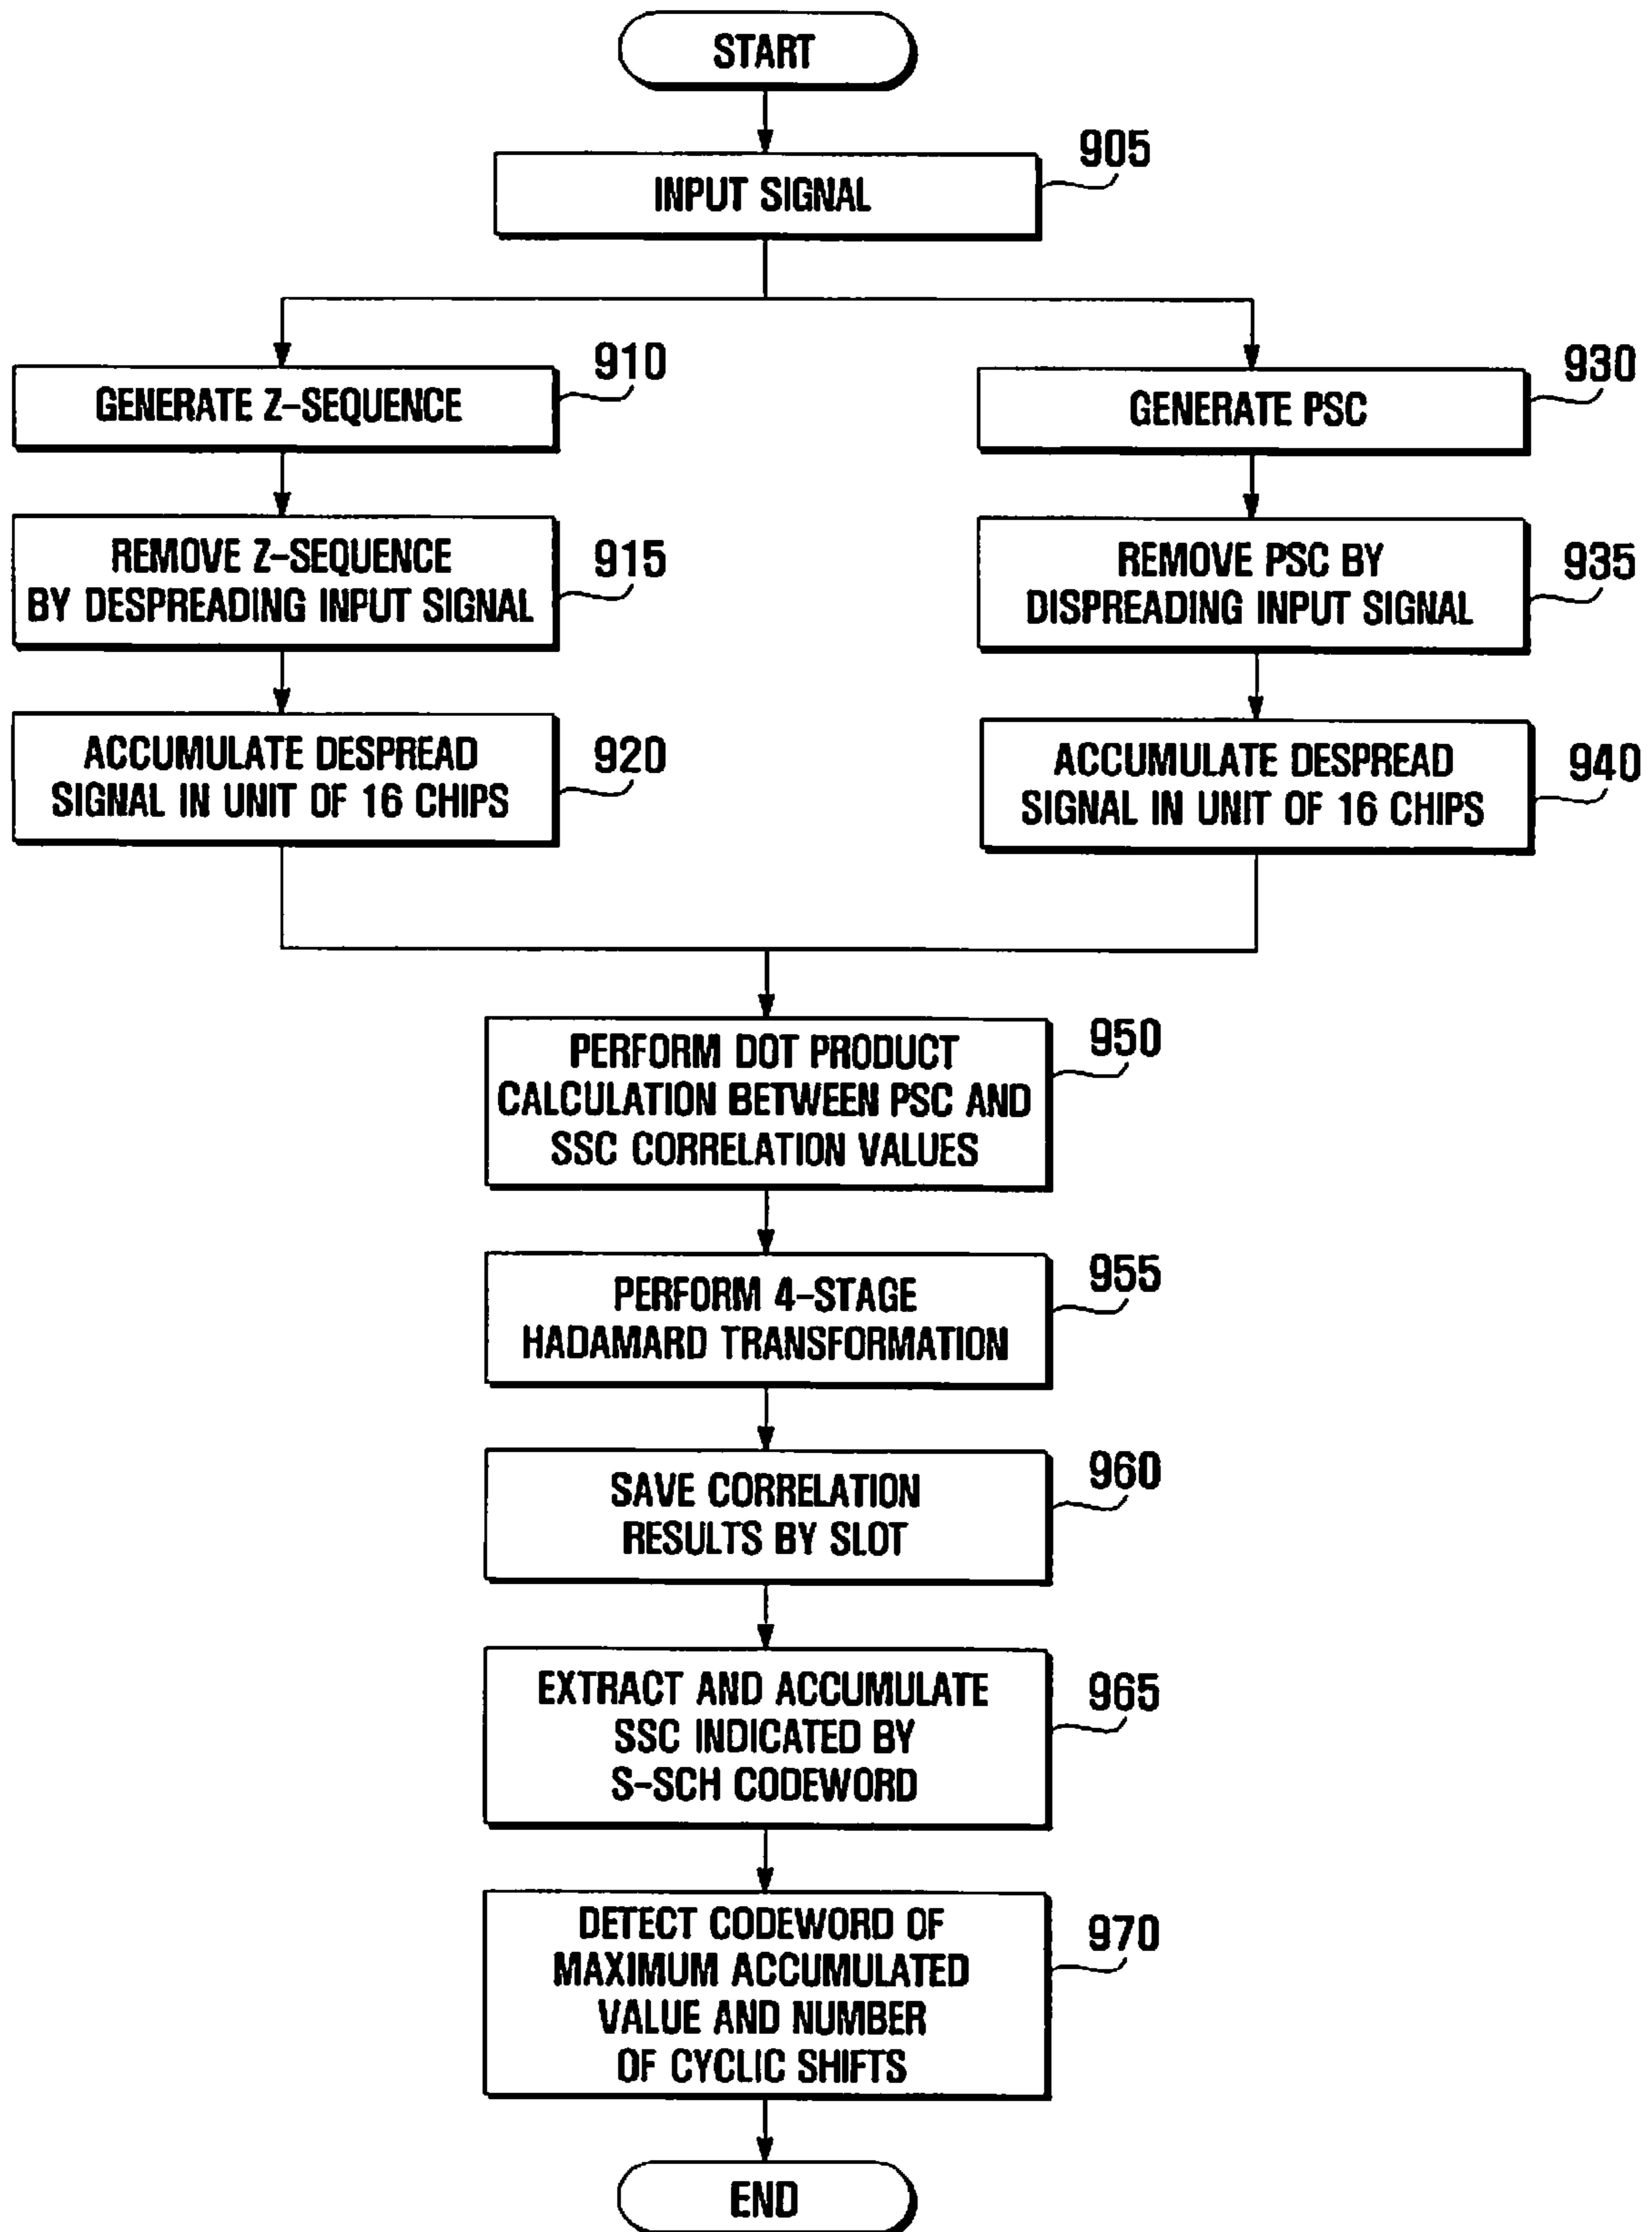 START
905
INPUT SIGNAL
910
GENERATE Z-SEQUENCE
930
GENERATE PSC
915
REMOVE Z-SEQUENCE
BY DESPREADING INPUT SIGNAL
935
REMOVE PSC BY
DISPREADING INPUT SIGNAL
920
ACCUMULATE DESPREAD
SIGNAL IN UNIT OF 16 CHIPS
940
ACCUMULATE DESPREAD
SIGNAL IN UNIT OF 16 CHIPS
950
PERFORM DOT PRODUCT
CALCULATION BETWEEN PSC AND
SSC CORRELATION VALUES
955
PERFORM 4-STAGE
HADAMARD TRANSFORMATION
960
SAVE CORRELATION
RESULTS BY SLOT
965
EXTRACT AND ACCUMULATE
SSC INDICATED BY
S-SCH CODEWORD
970
DETECT CODEWORD OF
MAXIMUM ACCUMULATED
VALUE AND NUMBER
OF CYCLIC SHIFTS
END